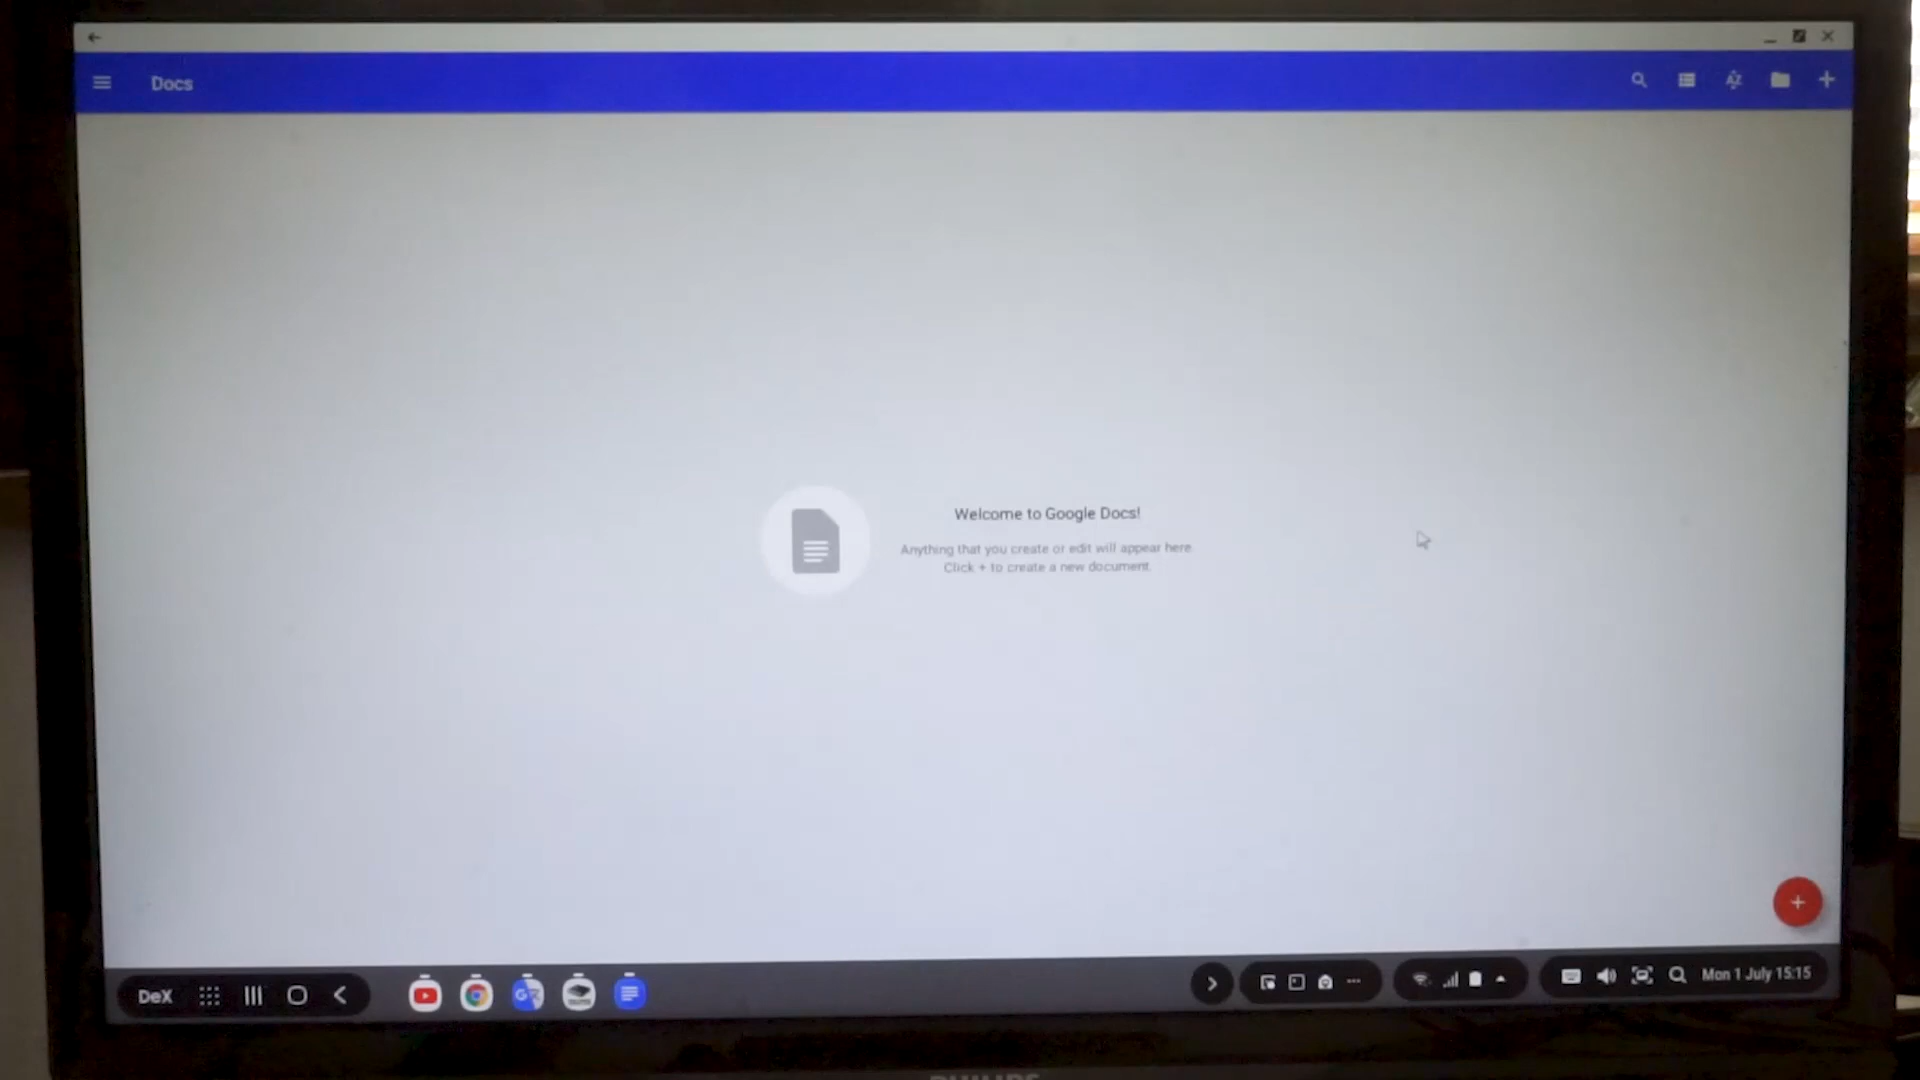 Docs
Welcome to Google Docs!
Anything that you create or edit will appear here.
Click + to create a new document.
DeX
Mon 1 July 15:15